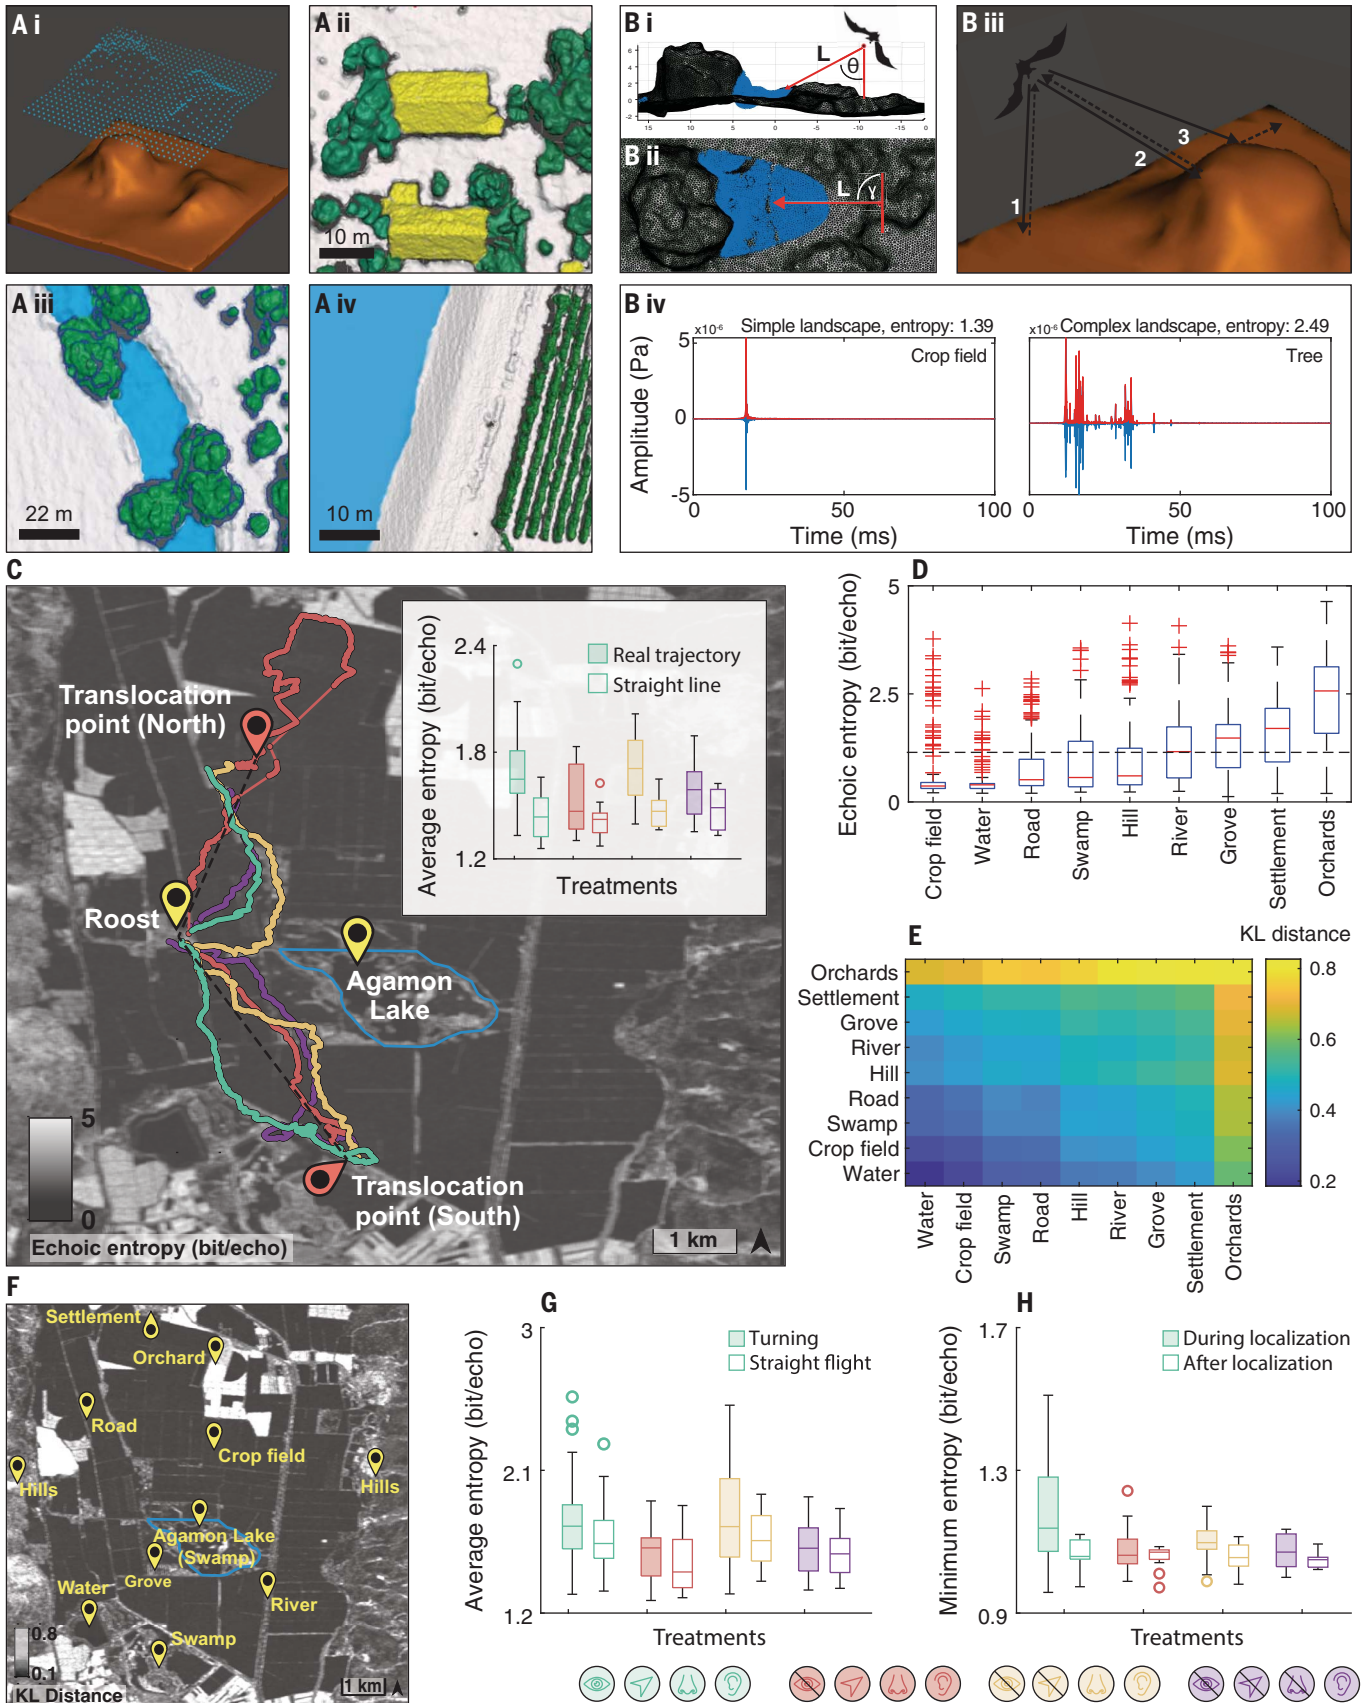 A i
A ii
10 m
B i
L
θ
6
4
2
0
-2
15
10
5
0
-5
-10
-15
0
B ii
L
γ
B iii
1
2
3
A iii
22 m
A iv
10 m
B iv
x10⁻⁶
Simple landscape, entropy: 1.39
Crop field
x10⁻⁶
Complex landscape, entropy: 2.49
Tree
Amplitude (Pa)
5
0
-5
0
50
100
Time (ms)
0
50
100
Time (ms)
C
Translocation
point (North)
Roost
Agamon
Lake
Translocation
point (South)
5
0
Echoic entropy (bit/echo)
1 km
Average entropy (bit/echo)
2.4
1.8
1.2
Real trajectory
Straight line
Treatments
D
Echoic entropy (bit/echo)
5
2.5
0
Crop field
Water
Road
Swamp
Hill
River
Grove
Settlement
Orchards
E
KL distance
Orchards
Settlement
Grove
River
Hill
Road
Swamp
Crop field
Water
Water
Crop field
Swamp
Road
Hill
River
Grove
Settlement
Orchards
0.8
0.6
0.4
0.2
F
Settlement
Orchard
Road
Crop field
Hills
Hills
Agamon Lake
(Swamp)
Grove
Water
River
Swamp
0.8
0.1
KL Distance
1 km
G
Average entropy (bit/echo)
3
2.1
1.2
Turning
Straight flight
Treatments
H
Minimum entropy (bit/echo)
1.7
1.3
0.9
During localization
After localization
Treatments